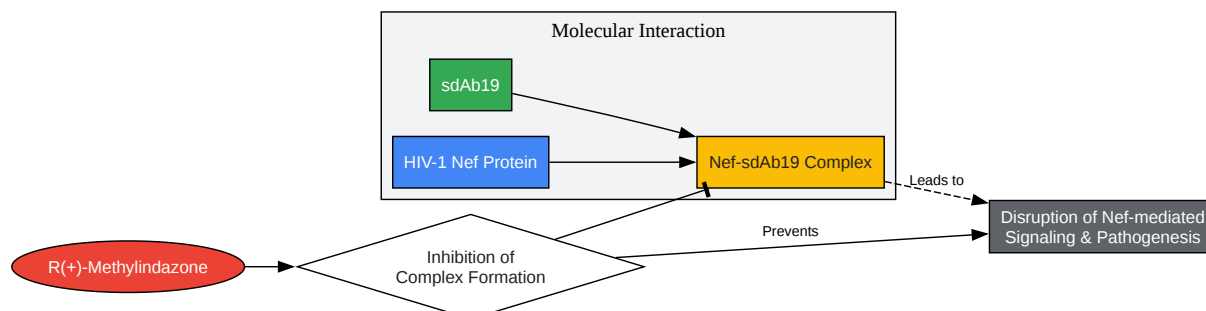 Molecular Interaction
sdAb19
HIV-1 Nef Protein
Nef-sdAb19 Complex
Leads to
Disruption of Nef-mediated
Signaling & Pathogenesis
Prevents
R(+)-Methylindazone
Inhibition of
Complex Formation